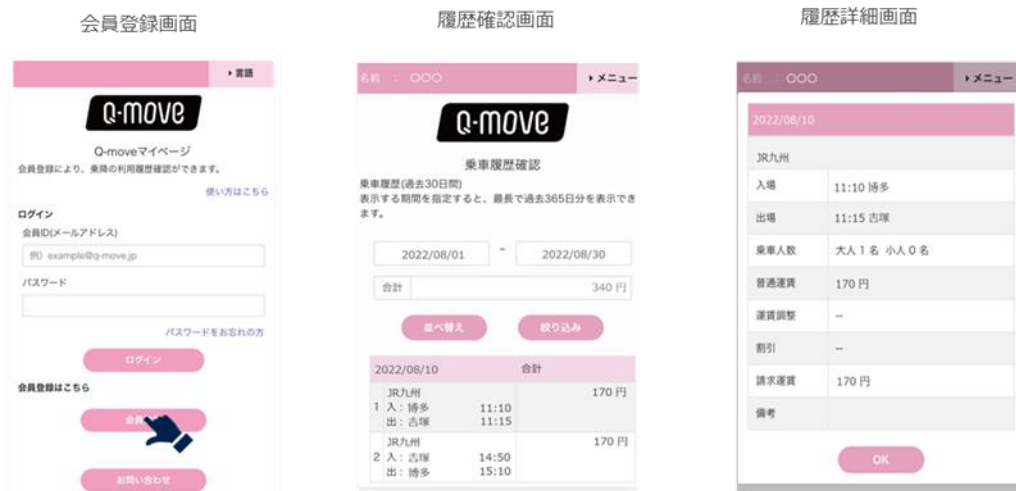 会員登録画面
▸言語
Q-move
Q-moveマイページ
会員登録により、乗降の利用履歴確認ができます。
使い方はこちら
ログイン
会員ID(メールアドレス)
例）example@q-move.jp
パスワード
パスワードをお忘れの方
ログイン
会員登録はこちら
会員
お問い合わせ
履歴確認画面
名前 ： 〇〇〇
▸メニュー
Q-move
乗車履歴確認
乗車履歴(過去30日間)
表示する期間を指定すると、最長で過去365日分を表示でき
ます。
2022/08/01 ~ 2022/08/30
合計 340 円
並べ替え 絞り込み
2022/08/10 合計
JR九州 170 円
1 入：博多 11:10
出：吉塚 11:15
JR九州 170 円
2 入：吉塚 14:50
出：博多 15:10
履歴詳細画面
名前 ： 〇〇〇
▸メニュー
2022/08/10
JR九州
入場 11:10 博多
出場 11:15 吉塚
乗車人数 大人 1 名 小人 0 名
普通運賃 170 円
運賃調整 --
割引 --
請求運賃 170 円
備考
OK